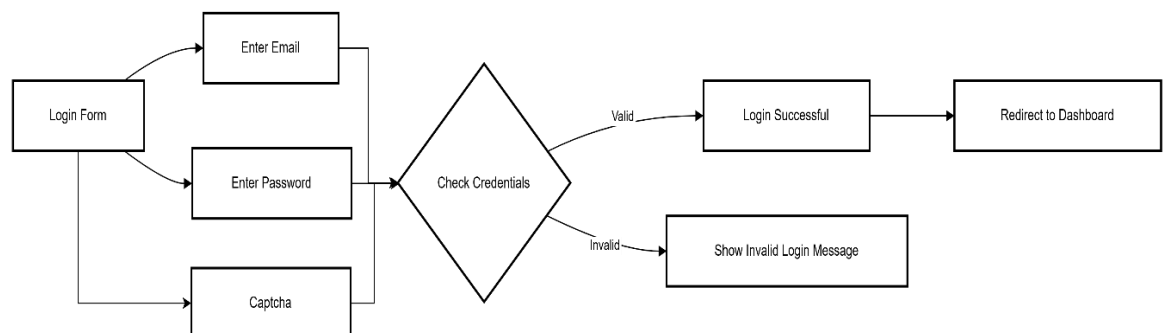 Enter Email
Login Form
Enter Password
Captcha
Check Credentials
Valid
Invalid
Login Successful
Redirect to Dashboard
Show Invalid Login Message